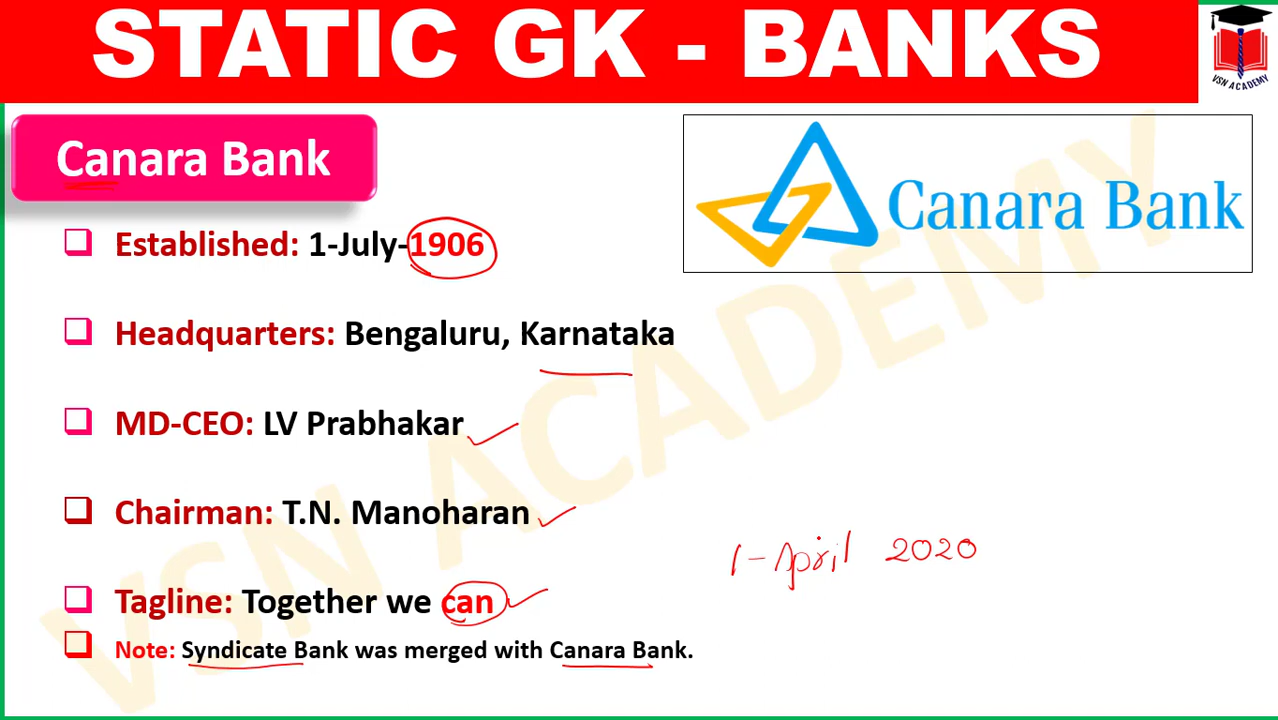 STATIC GK - BANKS
VSN ACADEMY
Canara Bank
Canara Bank
Established: 1-July-1906
Headquarters: Bengaluru, Karnataka
MD-CEO: LV Prabhakar
Chairman: T.N. Manoharan
1-April 2020
Tagline: Together we can
Note: Syndicate Bank was merged with Canara Bank.
VSN ACADEMY